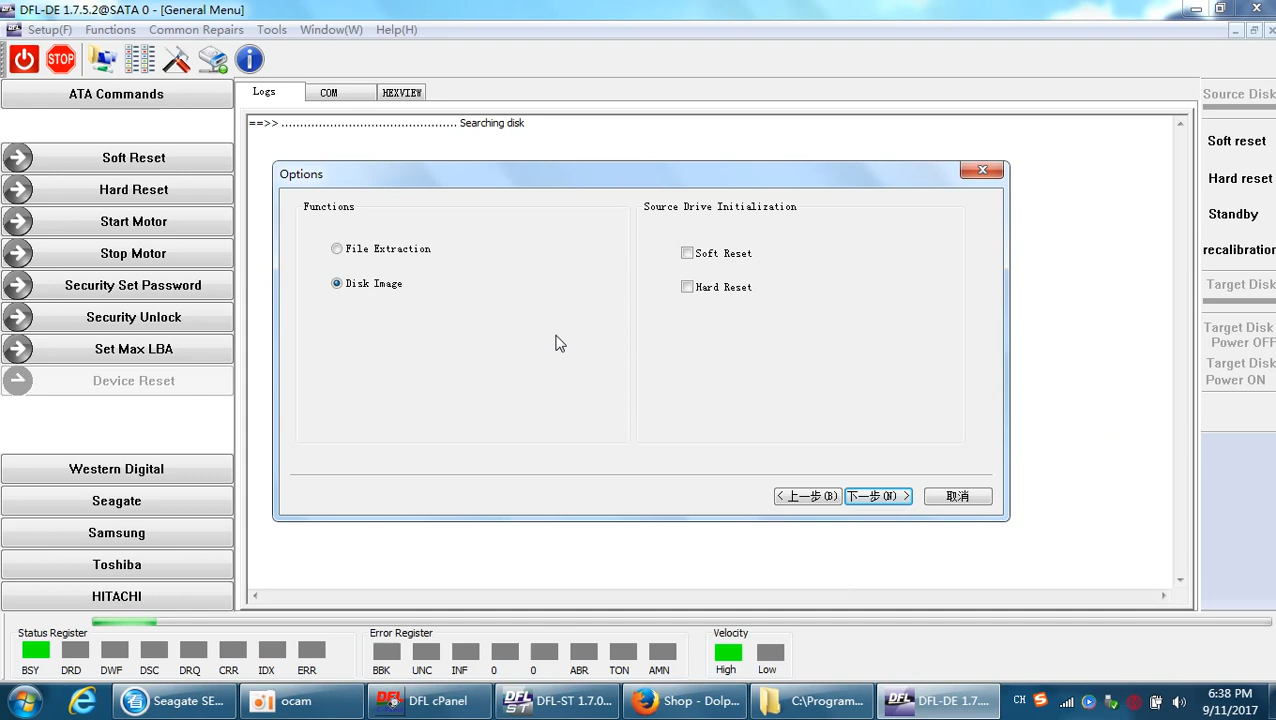 DFL-DE 1.7.5.2@SATA 0 - [General Menu]
Setup(F) Functions Common Repairs Tools Window(W) Help(H)
STOP
ATA Commands
Soft Reset
Hard Reset
Start Motor
Stop Motor
Security Set Password
Security Unlock
Set Max LBA
Device Reset
Western Digital
Seagate
Samsung
Toshiba
HITACHI
Logs COM HEXVIEW
==>> ............................................... Searching disk
Options
Functions
File Extraction
Disk Image
Source Drive Initialization
Soft Reset
Hard Reset
< 上一步(B) 下一步(N) > 取消
Source Disk
Soft reset
Hard reset
Standby
recalibration
Target Disk
Target Disk
Power OFF
Target Disk
Power ON
Status Register Error Register Velocity
BSY DRD DWF DSC DRQ CRR IDX ERR BBK UNC INF 0 0 ABR TON AMN High Low
Seagate SE... ocam DFL DFL cPanel DFL ST DFL-ST 1.7.0... Shop - Dolp... C:\Program... DFL DFL-DE 1.7.... CH 6:38 PM
9/11/2017